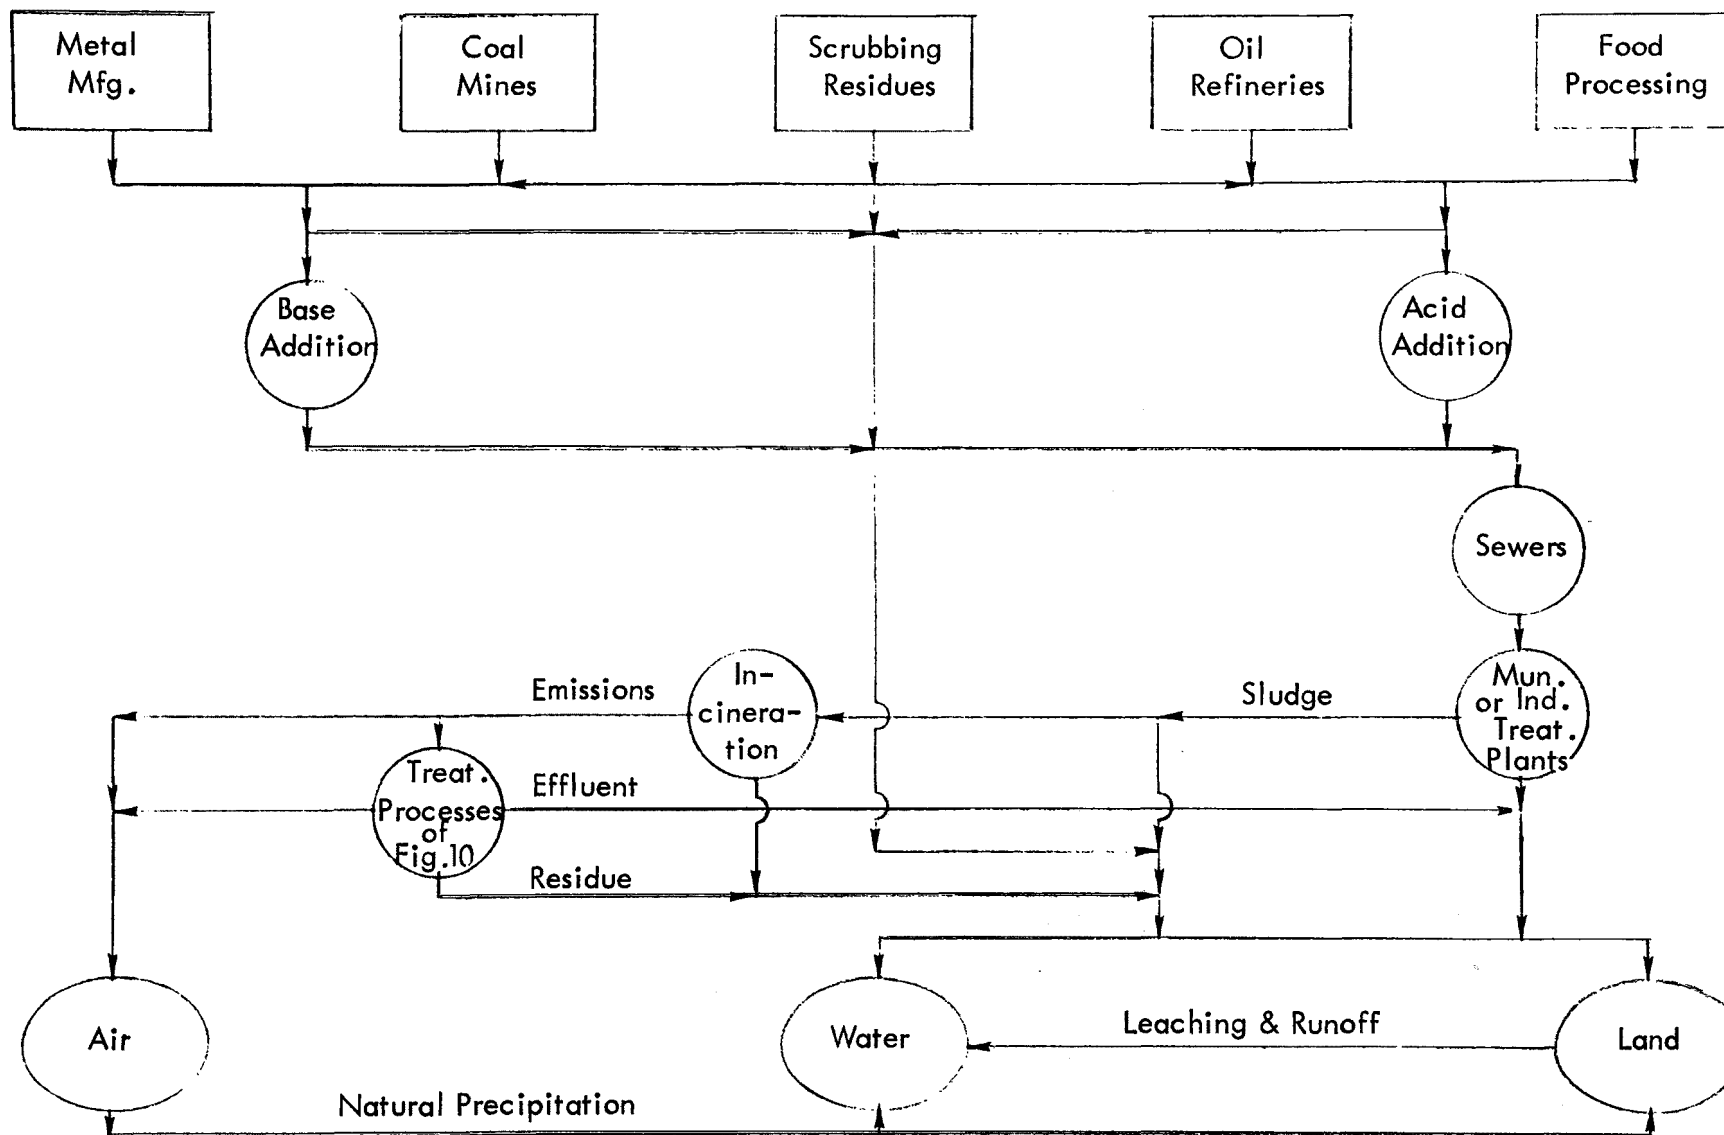 Metal
Mfg.
Coal
Mines
Scrubbing
Residues
Oil
Refineries
Food
Processing
Base
Addition
Acid
Addition
Sewers
Emissions
In-
cinera-
tion
Sludge
Mun.
or Ind.
Treat.
Plants
Treat.
Processes
of
Fig.10
Effluent
Residue
Air
Water
Leaching & Runoff
Land
Natural Precipitation